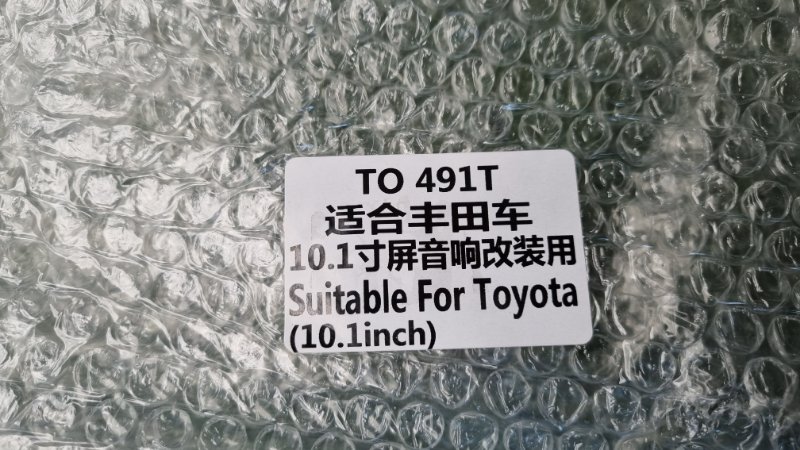 TO 491T
适合丰田车
10.1寸屏音响改装用
Suitable For Toyota
(10.1inch)